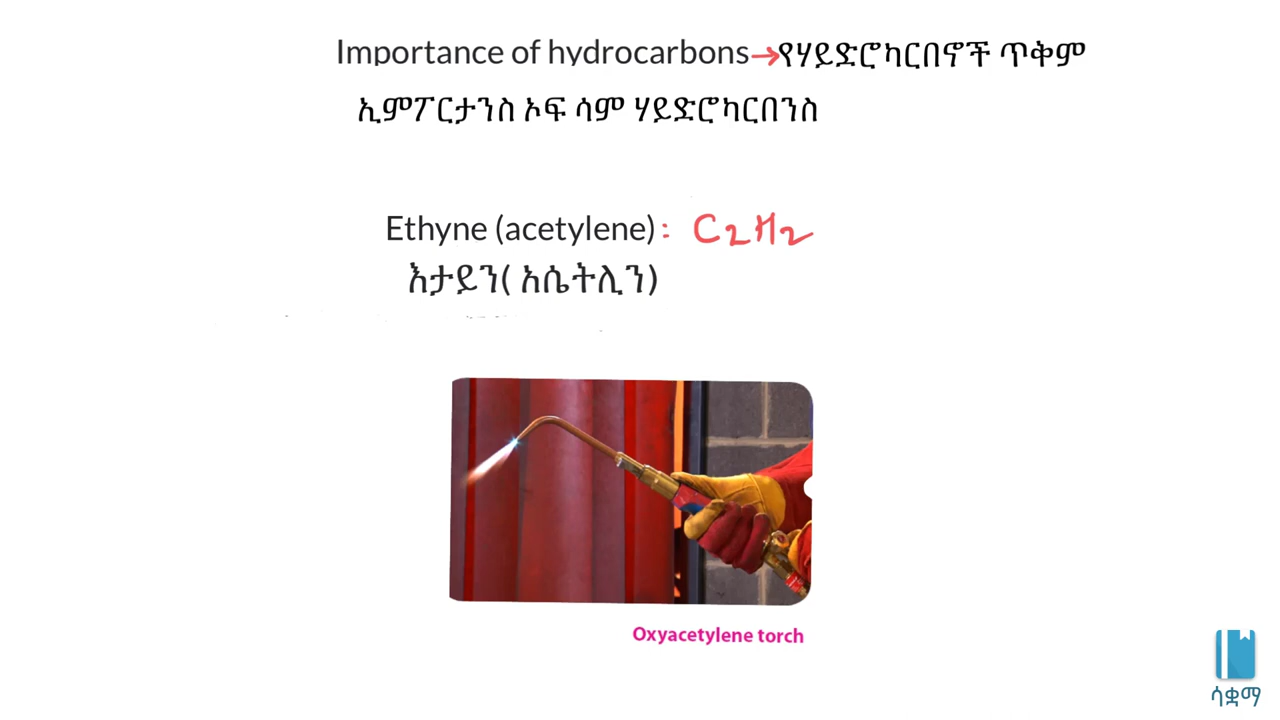 Importance of hydrocarbons→የሃይድሮካርበኖች ጥቅም
ኢምፖርታንስ ኦፍ ሳም ሃይድሮካርበንስ
Ethyne (acetylene): C2H2
እታይን( አሴትሊን)
Oxyacetylene torch
ሳቋማ